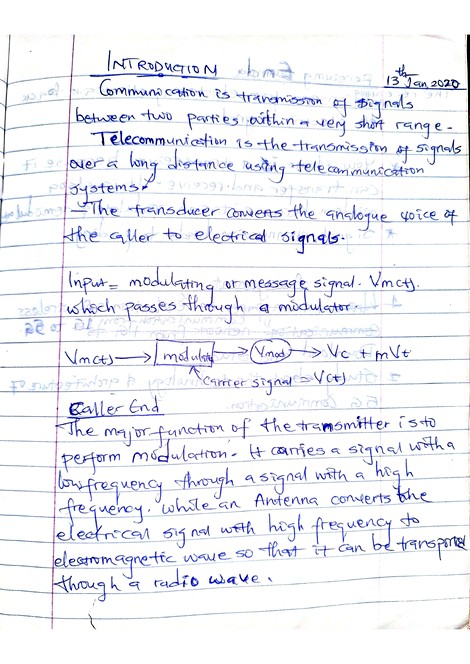 INTRODUCTION
13th Jan 2020
Communication is transmission of signals
between two parties within a very short range.
Telecommunication is the transmission of signals
over a long distance using telecommunication
systems.
- The transducer converts the analogue voice of
the caller to electrical signals.
Input = modulating or message signal. Vm(t).
which passes through a modulator.
Vm(t) → modulator → Vmod → Vc + mVt
Carrier signal = V(t)
Caller End
The major function of the transmitter is to
perform modulation. It carries a signal with a
low frequency through a signal with a high
frequency. While an Antenna converts the
electrical signal with high frequency to
electromagnetic wave so that it can be transported
through a radio wave.